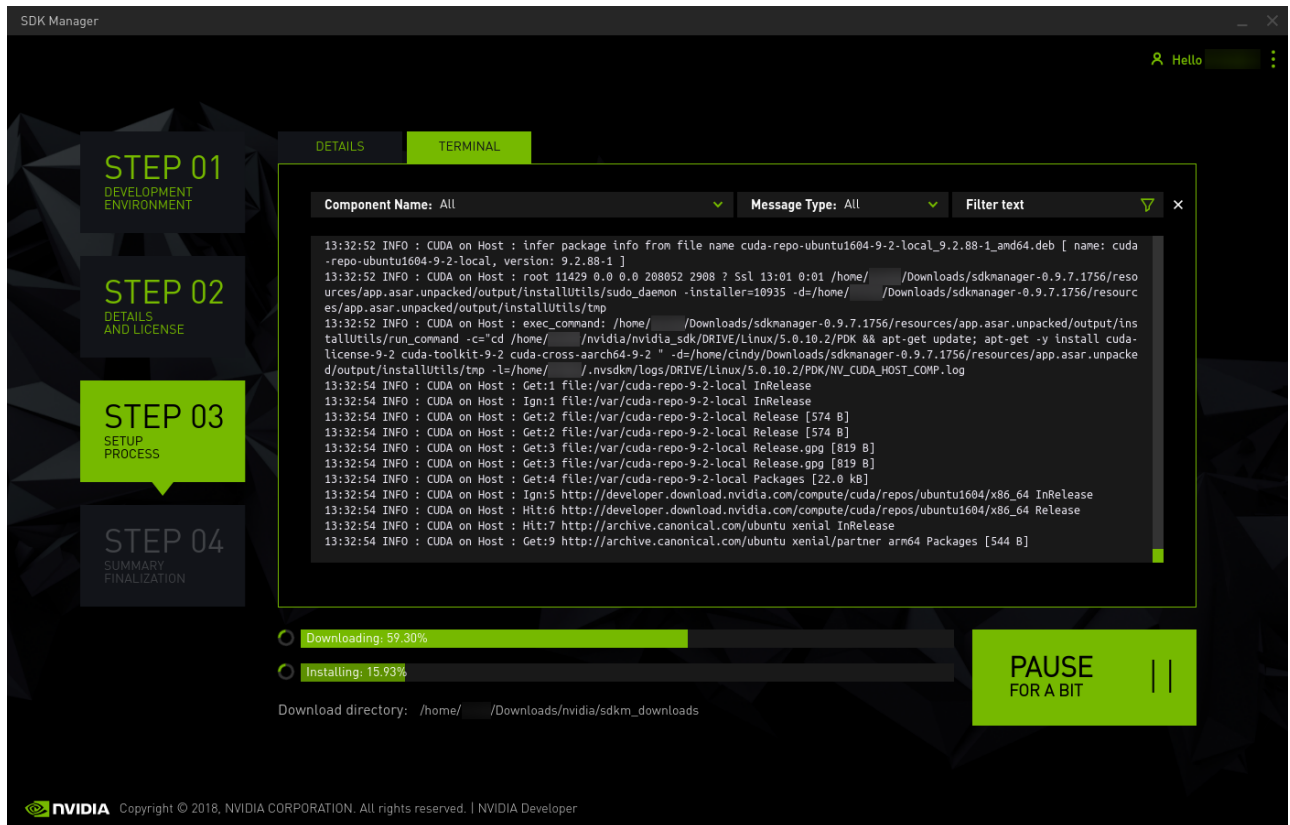 SDK Manager
Hello
STEP 01
DEVELOPMENT
ENVIRONMENT
STEP 02
DETAILS
AND LICENSE
STEP 03
SETUP
PROCESS
STEP 04
SUMMARY
FINALIZATION
DETAILS TERMINAL
Component Name: All Message Type: All Filter text
13:32:52 INFO : CUDA on Host : infer package info from file name cuda-repo-ubuntu1604-9-2-local_9.2.88-1_amd64.deb [ name: cuda
-repo-ubuntu1604-9-2-local, version: 9.2.88-1 ]
13:32:52 INFO : CUDA on Host : root 11429 0.0 0.0 208052 2908 ? Ssl 13:01 0:01 /home/ /Downloads/sdkmanager-0.9.7.1756/reso
urces/app.asar.unpacked/output/installUtils/sudo_daemon -installer=10935 -d=/home/ /Downloads/sdkmanager-0.9.7.1756/resourc
es/app.asar.unpacked/output/installUtils/tmp
13:32:52 INFO : CUDA on Host : exec_command: /home/ /Downloads/sdkmanager-0.9.7.1756/resources/app.asar.unpacked/output/ins
tallUtils/run_command -c="cd /home/ /nvidia/nvidia_sdk/DRIVE/Linux/5.0.10.2/PDK && apt-get update; apt-get -y install cuda-
license-9-2 cuda-toolkit-9-2 cuda-cross-aarch64-9-2 " -d=/home/cindy/Downloads/sdkmanager-0.9.7.1756/resources/app.asar.unpacke
d/output/installUtils/tmp -l=/home/ /.nvsdkm/logs/DRIVE/Linux/5.0.10.2/PDK/NV_CUDA_HOST_COMP.log
13:32:54 INFO : CUDA on Host : Get:1 file:/var/cuda-repo-9-2-local InRelease
13:32:54 INFO : CUDA on Host : Ign:1 file:/var/cuda-repo-9-2-local InRelease
13:32:54 INFO : CUDA on Host : Get:2 file:/var/cuda-repo-9-2-local Release [574 B]
13:32:54 INFO : CUDA on Host : Get:2 file:/var/cuda-repo-9-2-local Release [574 B]
13:32:54 INFO : CUDA on Host : Get:3 file:/var/cuda-repo-9-2-local Release.gpg [819 B]
13:32:54 INFO : CUDA on Host : Get:3 file:/var/cuda-repo-9-2-local Release.gpg [819 B]
13:32:54 INFO : CUDA on Host : Get:4 file:/var/cuda-repo-9-2-local Packages [22.0 kB]
13:32:54 INFO : CUDA on Host : Ign:5 http://developer.download.nvidia.com/compute/cuda/repos/ubuntu1604/x86_64 InRelease
13:32:54 INFO : CUDA on Host : Hit:6 http://developer.download.nvidia.com/compute/cuda/repos/ubuntu1604/x86_64 Release
13:32:54 INFO : CUDA on Host : Hit:7 http://archive.canonical.com/ubuntu xenial InRelease
13:32:54 INFO : CUDA on Host : Get:9 http://archive.canonical.com/ubuntu xenial/partner arm64 Packages [544 B]
Downloading: 59.30%
Installing: 15.93%
PAUSE
FOR A BIT
Download directory: /home/ /Downloads/nvidia/sdkm_downloads
NVIDIA Copyright © 2018, NVIDIA CORPORATION. All rights reserved. | NVIDIA Developer